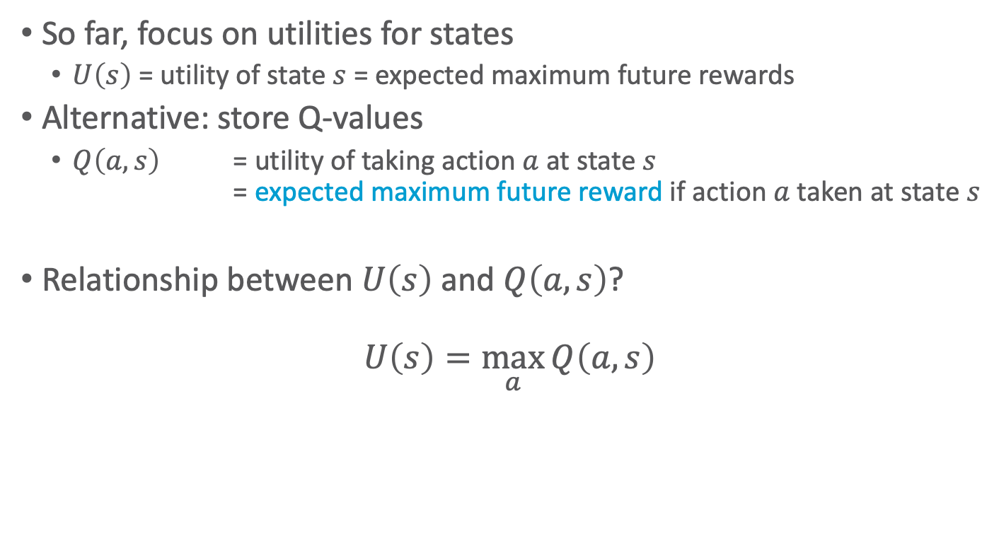 • So far, focus on utilities for states
• U(s) = utility of state s = expected maximum future rewards
• Alternative: store Q-values
• Q(a, s) = utility of taking action a at state s
= expected maximum future reward if action a taken at state s
• Relationship between U(s) and Q(a, s)?
U(s) = max Q(a, s)
a